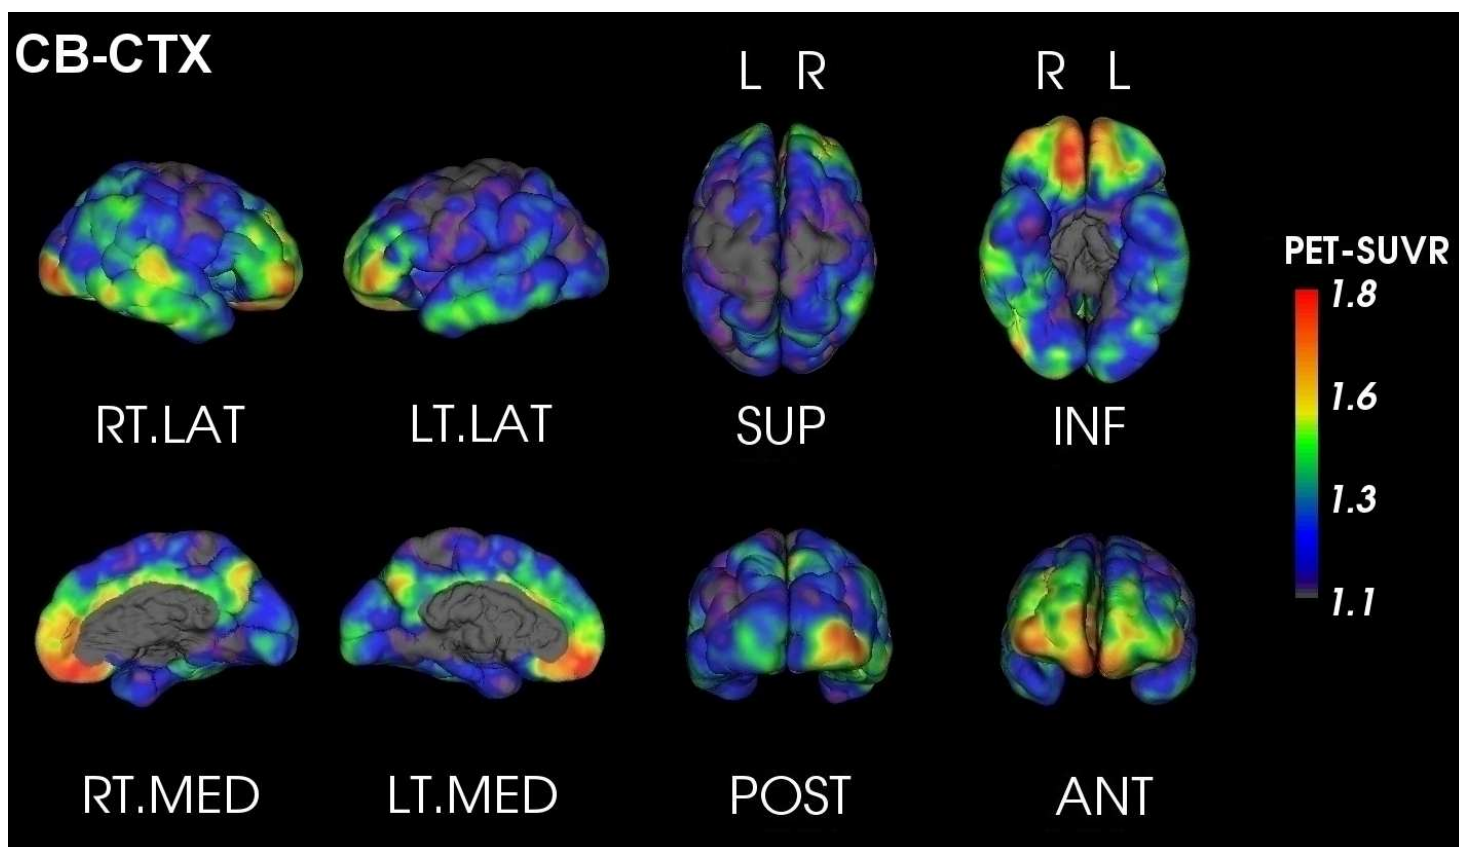 CB-CTX
L R
R L
RT.LAT
LT.LAT
SUP
INF
PET-SUVR
1.8
1.6
1.3
1.1
RT.MED
LT.MED
POST
ANT